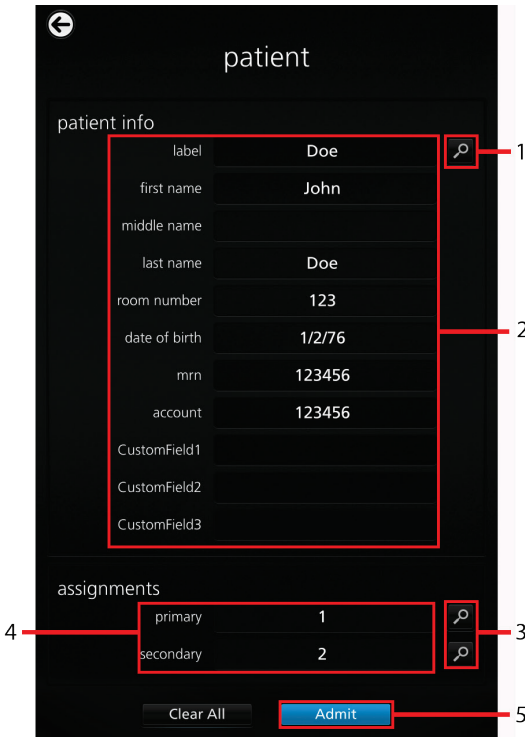 patient
patient info
label Doe
1
first name John
middle name
last name Doe
room number 123
date of birth 1/2/76
2
mrn 123456
account 123456
CustomField1
CustomField2
CustomField3
assignments
primary 1
4
3
secondary 2
Clear All Admit
5